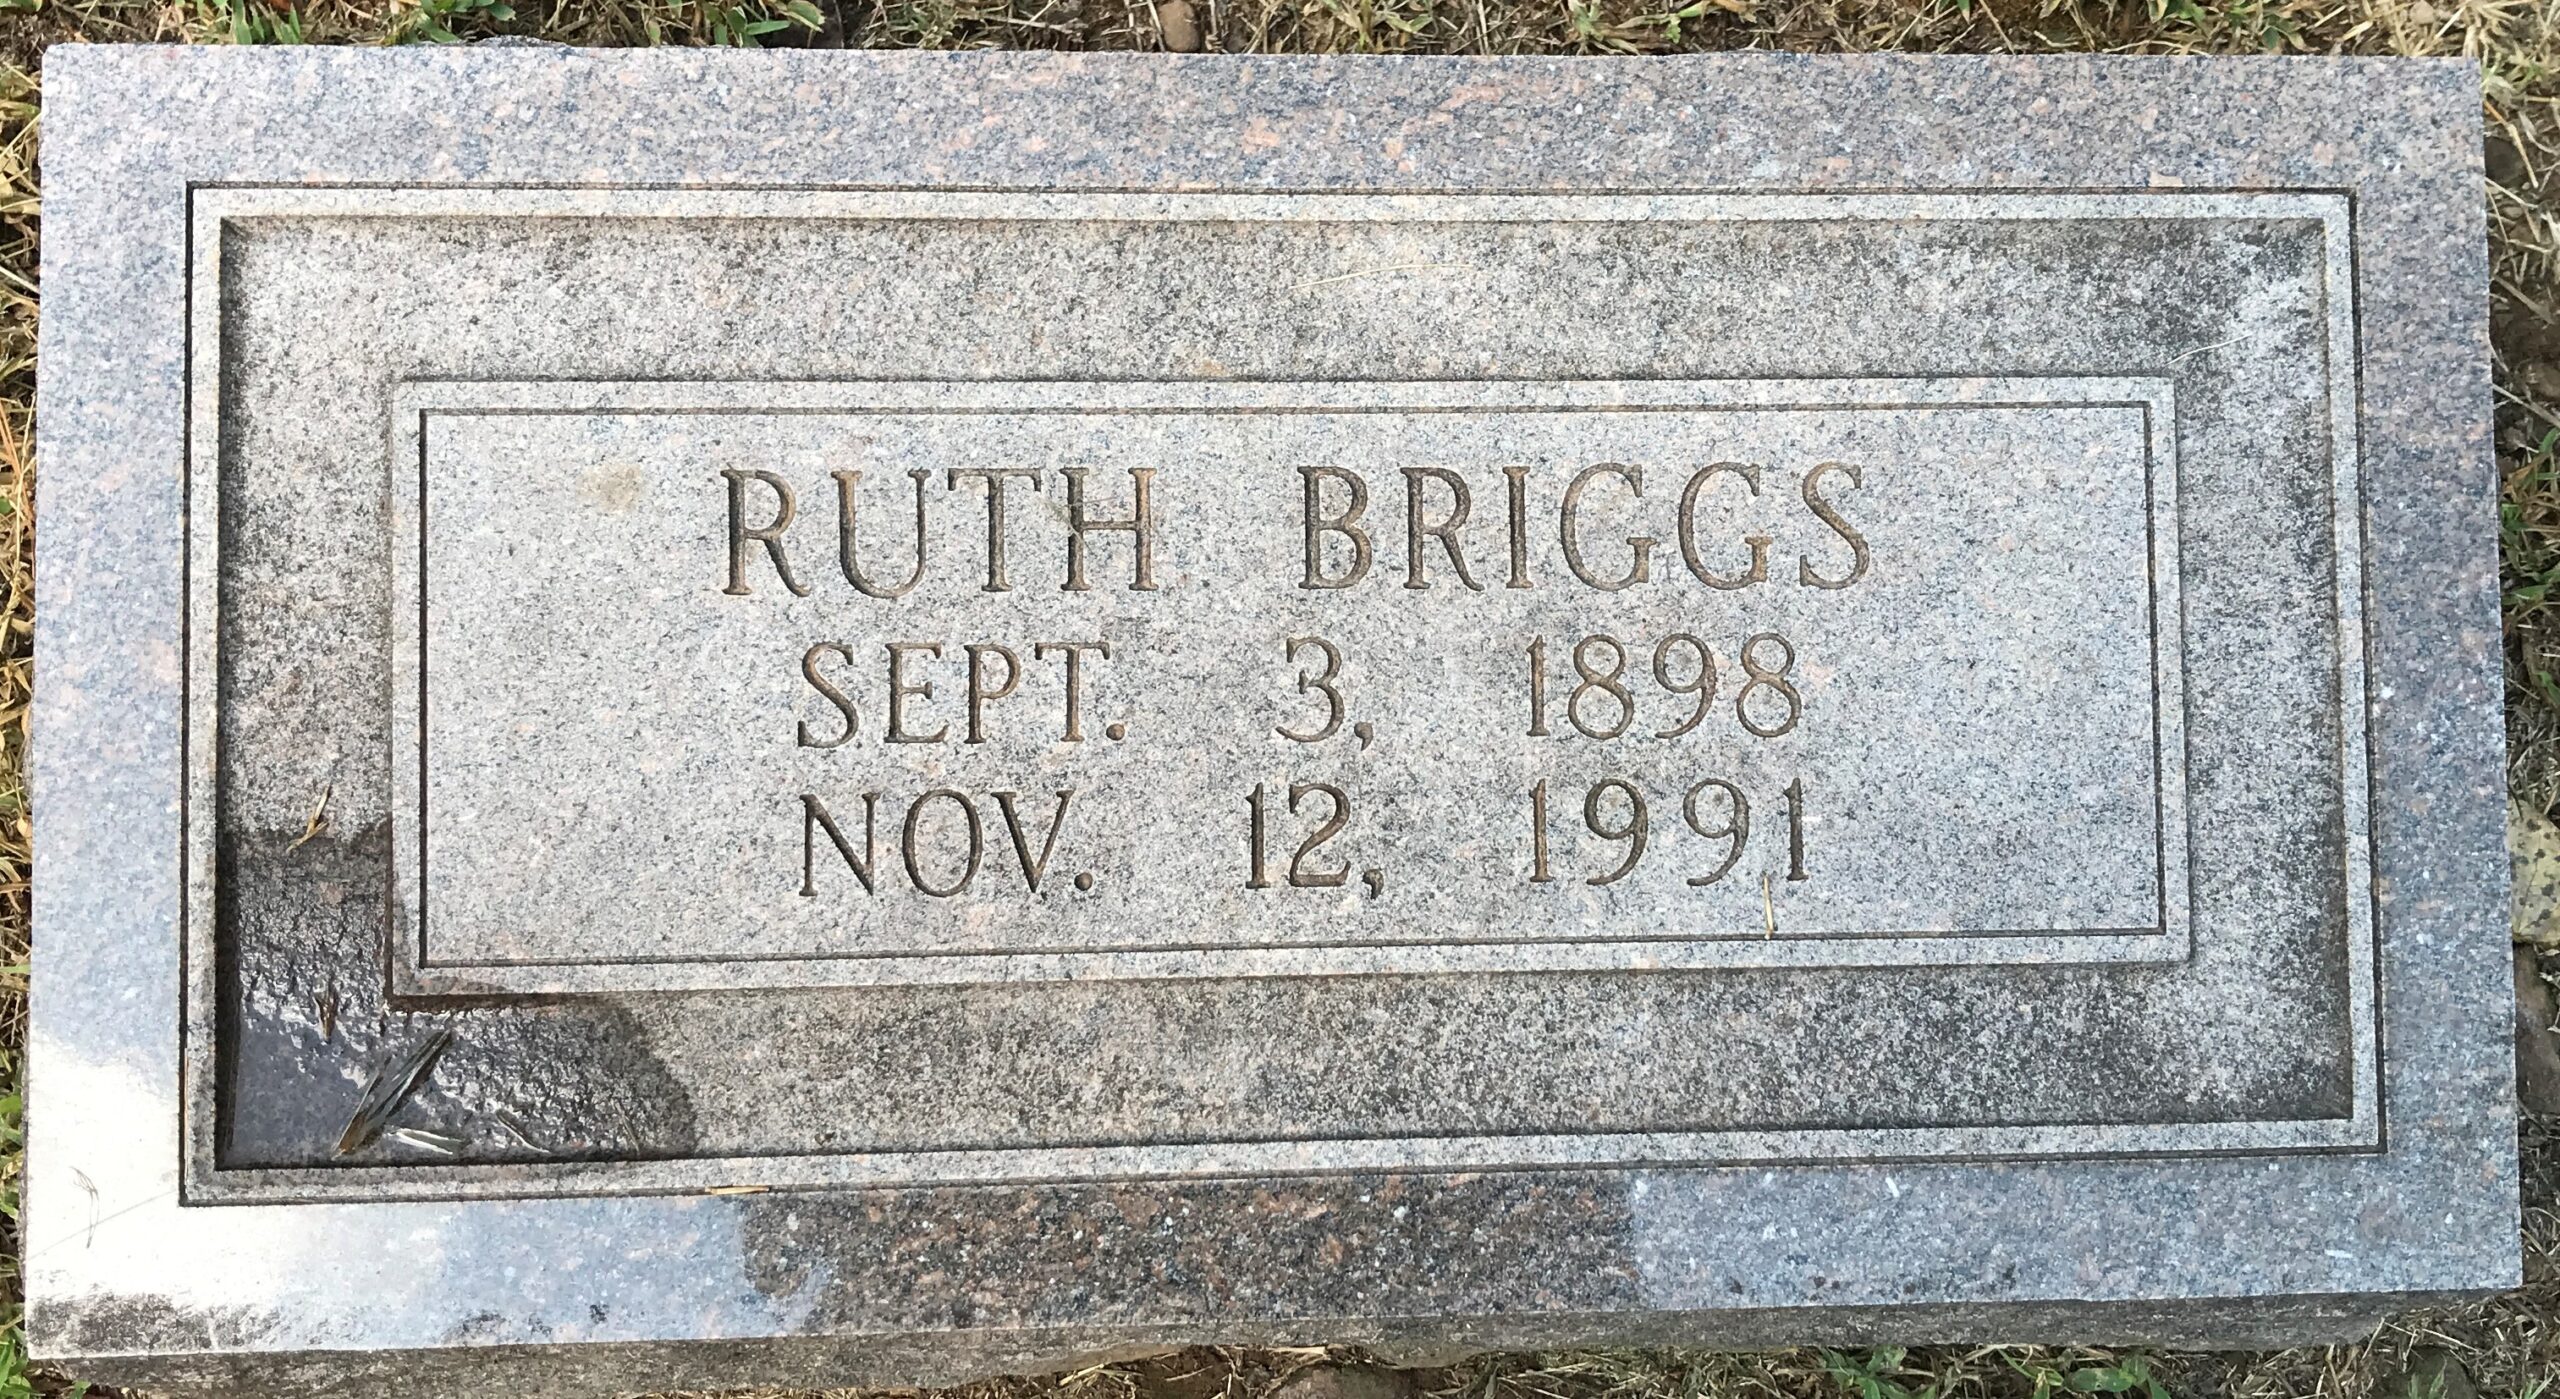 RUTH BRIGGS
SEPT. 3, 1898
NOV. 12, 1991